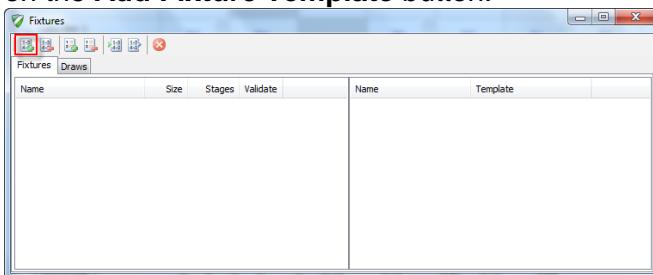 on the Add Fixture Template button.
Fixtures
Fixtures Draws
Name Size Stages Validate Name Template